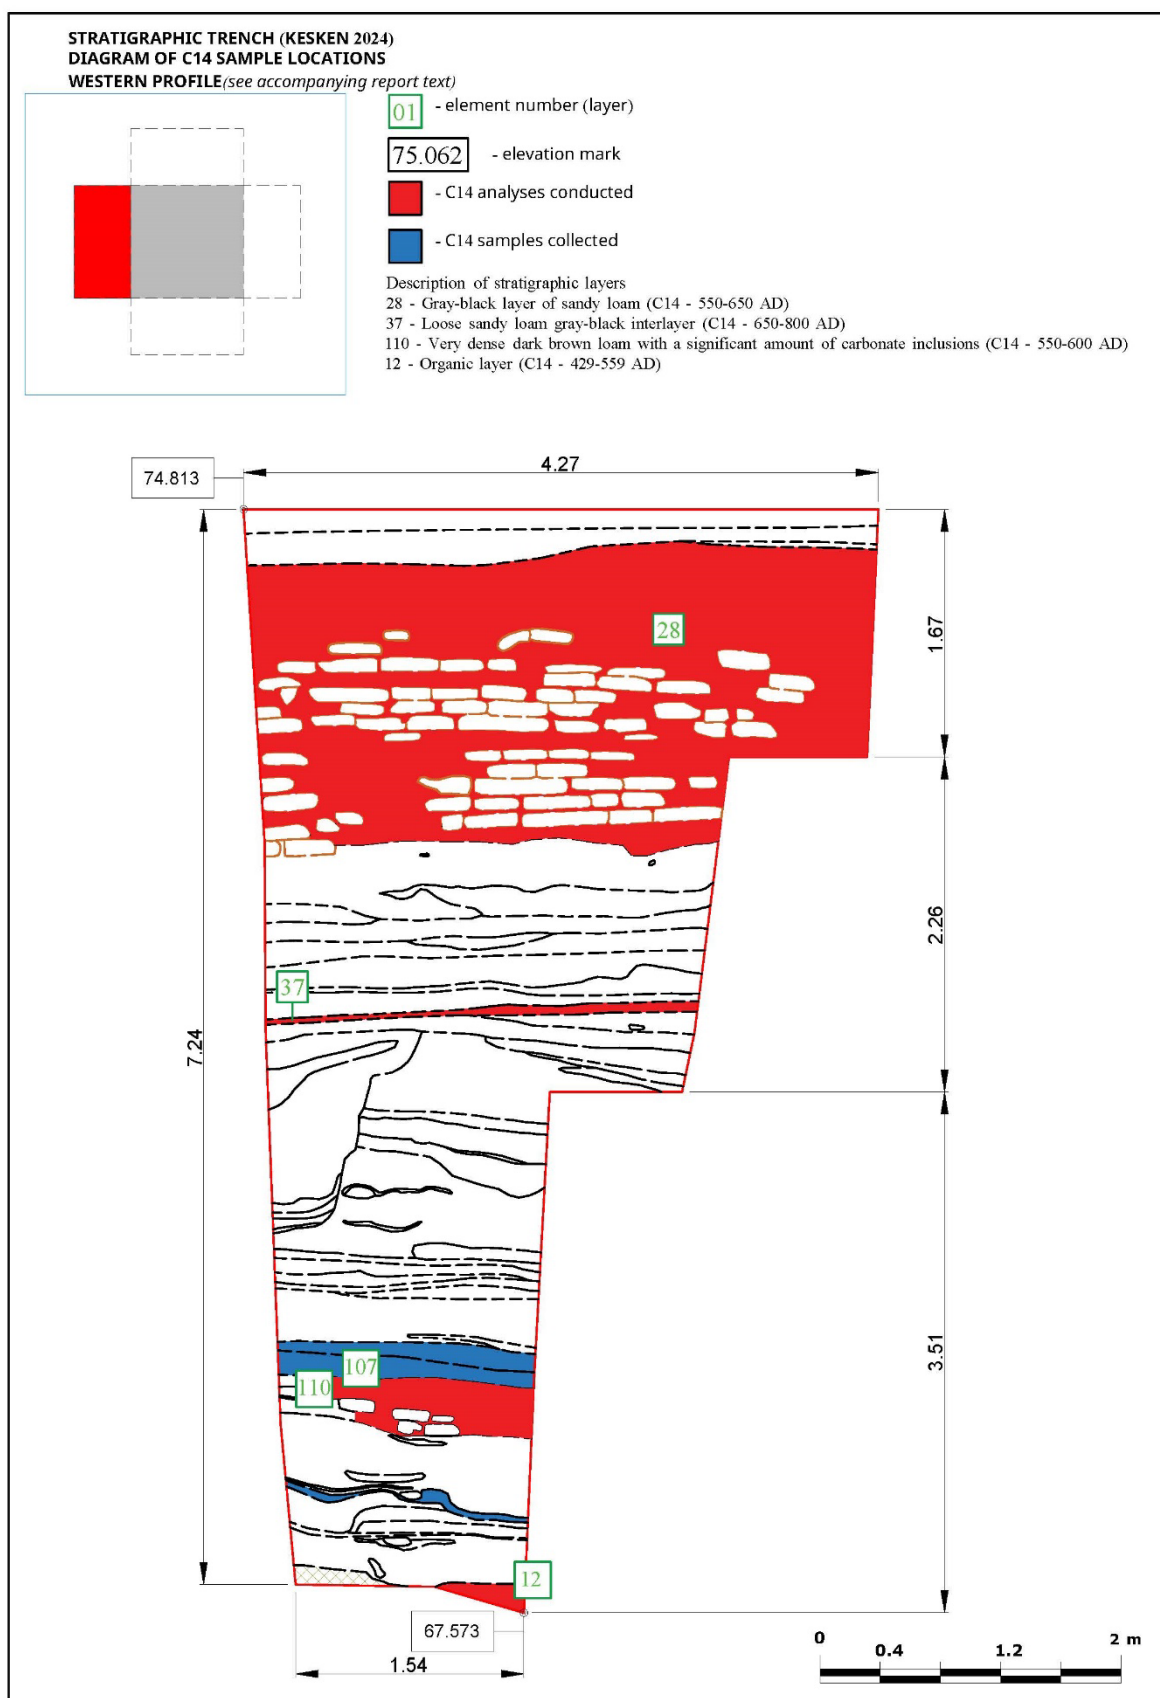 STRATIGRAPHIC TRENCH (KESKEN 2024)
DIAGRAM OF C14 SAMPLE LOCATIONS
WESTERN PROFILE (see accompanying report text)
01 - element number (layer)
75.062 - elevation mark
- C14 analyses conducted
- C14 samples collected
Description of stratigraphic layers
28 - Gray-black layer of sandy loam (C14 - 550-650 AD)
37 - Loose sandy loam gray-black interlayer (C14 - 650-800 AD)
110 - Very dense dark brown loam with a significant amount of carbonate inclusions (C14 - 550-600 AD)
12 - Organic layer (C14 - 429-559 AD)
74.813
4.27
28
1.67
2.26
37
7.24
3.51
107
110
12
67.573
1.54
0 0.4 1.2 2 m